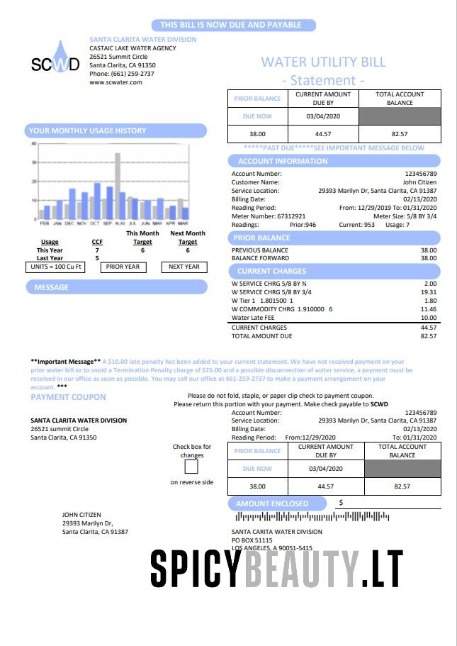 THIS BILL IS NOW DUE AND PAYABLE
SCWD
SANTA CLARITA WATER DIVISION
CASTAIC LAKE WATER AGENCY
26521 Summit Circle
Santa Clarita, CA 91350
Phone: (661) 259-2737
www.scwater.com
WATER UTILITY BILL
- Statement -
PRIOR BALANCE CURRENT AMOUNT DUE BY TOTAL ACCOUNT BALANCE
DUE NOW 03/04/2020
38.00 44.57 82.57
*****PAST DUE*****SEE IMPORTANT MESSAGE BELOW
YOUR MONTHLY USAGE HISTORY
FEB JAN DEC NOV OCT SEP AUG JUL JUN MAY APR MAY
This Month Next Month
Usage CCF Target Target
This Year 7 6 6
Last Year 5
UNITS = 100 Cu Ft PRIOR YEAR NEXT YEAR
MESSAGE
ACCOUNT INFORMATION
Account Number: 123456789
Customer Name: John Citizen
Service Location: 29393 Marilyn Dr, Santa Clarita, CA 91387
Billing Date: 02/13/2020
Reading Period: From: 12/29/2019 To: 01/31/2020
Meter Number: 67312921 Meter Size: 5/8 BY 3/4
Readings: Prior:946 Current: 953 Usage: 7
PRIOR BALANCE
PREVIOUS BALANCE 38.00
BALANCE FORWARD 38.00
CURRENT CHARGES
W SERVICE CHRG 5/8 BY ¾ 2.00
W SERVICE CHRG 5/8 BY 3/4 19.31
W Tier 1 1.801500 1 1.80
W COMMODITY CHRG 1.910000 6 11.46
Water Late FEE 10.00
CURRENT CHARGES 44.57
TOTAL AMOUNT DUE 82.57
**Important Message** A $10.00 late penalty has been added to your current statement. We have not received payment on your
prior water bill so to avoid a Termination Penalty charge of $25.00 and a possible disconnection of water service, a payment must be
received in our office as soon as possible. You may call our office at 661-259-2737 to make a payment arrangement on your
account. ***
PAYMENT COUPON
Please do not fold, staple, or paper clip check to payment coupon.
Please return this portion with your payment. Make check payable to SCWD
SANTA CLARITA WATER DIVISION
26521 summit Circle
Santa Clarita, CA 91350
Account Number: 123456789
Service Location: 29393 Marilyn Dr, Santa Clarita, CA 91387
Billing Date: 02/13/2020
Reading Period: From:12/29/2020 To: 01/31/2020
Check box for
changes
on reverse side
PRIOR BALANCE CURRENT AMOUNT DUE BY TOTAL ACCOUNT BALANCE
DUE NOW 03/04/2020
38.00 44.57 82.57
AMOUNT ENCLOSED $
JOHN CITIZEN
29393 Marilyn Dr,
Santa Clarita, CA 91387
SANTA CARITA WATER DIVISION
PO BOX 51115
LOS ANGELES, A 90051-5415
SPICYBEAUTY.LT